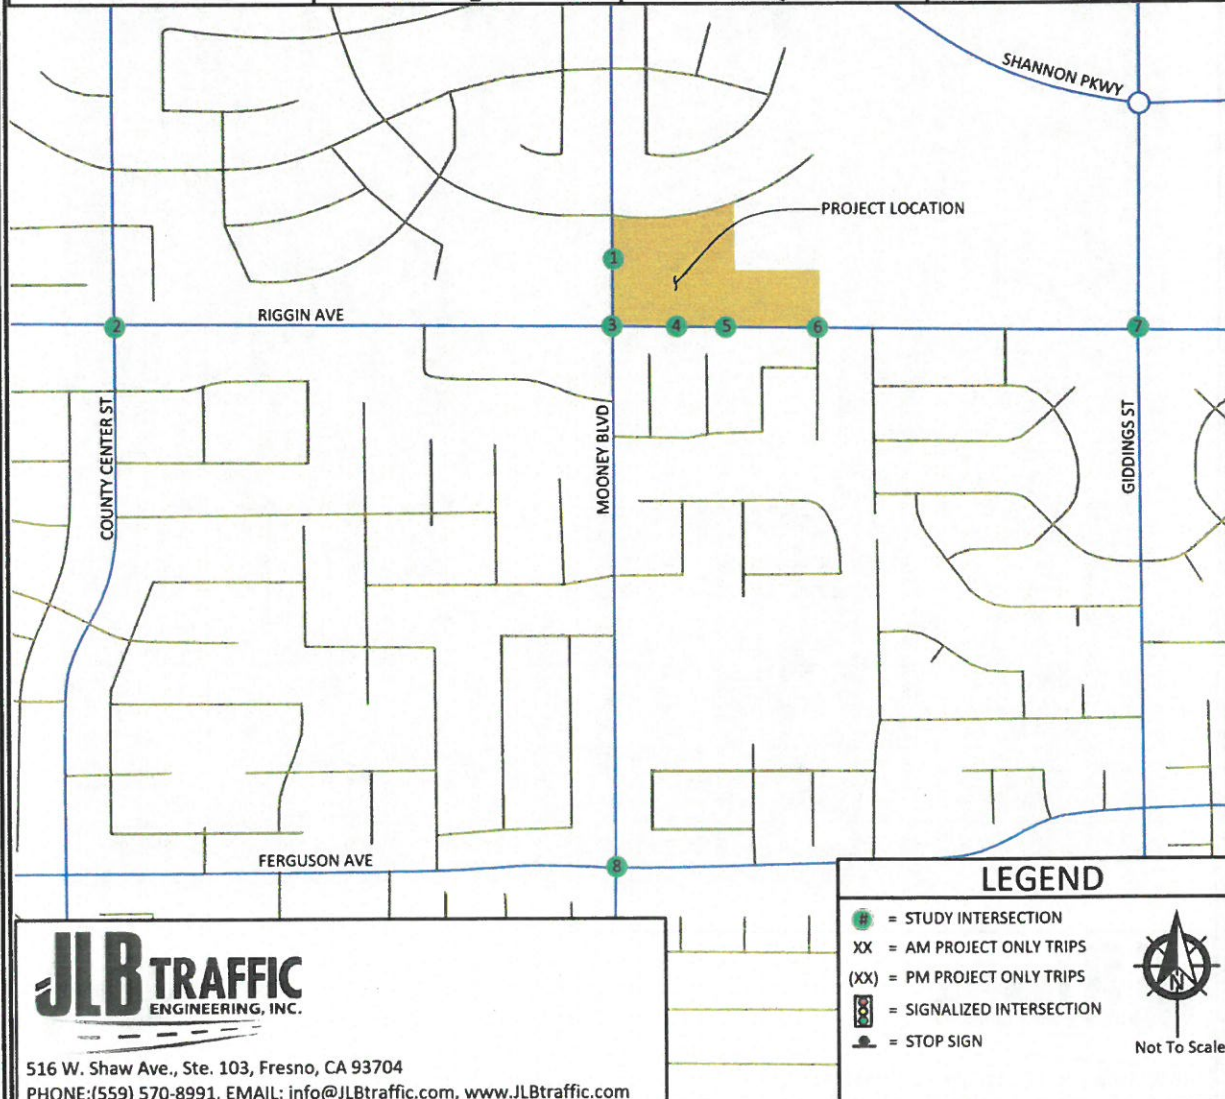 SHANNON PKWY
PROJECT LOCATION
1
RIGGIN AVE
2
3
4
5
6
7
COUNTY CENTER ST
MOONEY BLVD
GIDDINGS ST
FERGUSON AVE
8
LEGEND
# = STUDY INTERSECTION
XX = AM PROJECT ONLY TRIPS
(XX) = PM PROJECT ONLY TRIPS
= SIGNALIZED INTERSECTION
= STOP SIGN
N
Not To Scale
JLB TRAFFIC
ENGINEERING, INC.
516 W. Shaw Ave., Ste. 103, Fresno, CA 93704
PHONE:(559) 570-8991, EMAIL: info@JLBtraffic.com, www.JLBtraffic.com